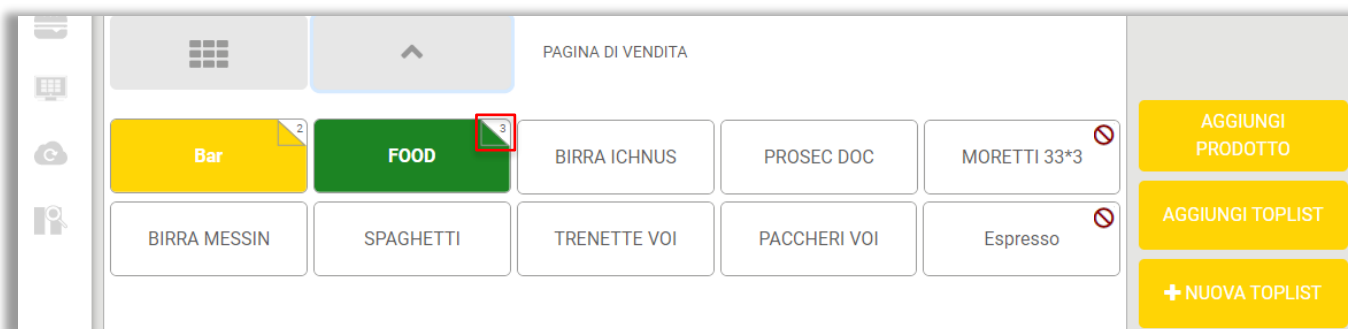 PAGINA DI VENDITA
Bar
2
FOOD
3
BIRRA ICHNUS
PROSEC DOC
MORETTI 33*3
BIRRA MESSIN
SPAGHETTI
TRENETTE VOI
PACCHERI VOI
Espresso
AGGIUNGI
PRODOTTO
AGGIUNGI TOPLIST
NUOVA TOPLIST